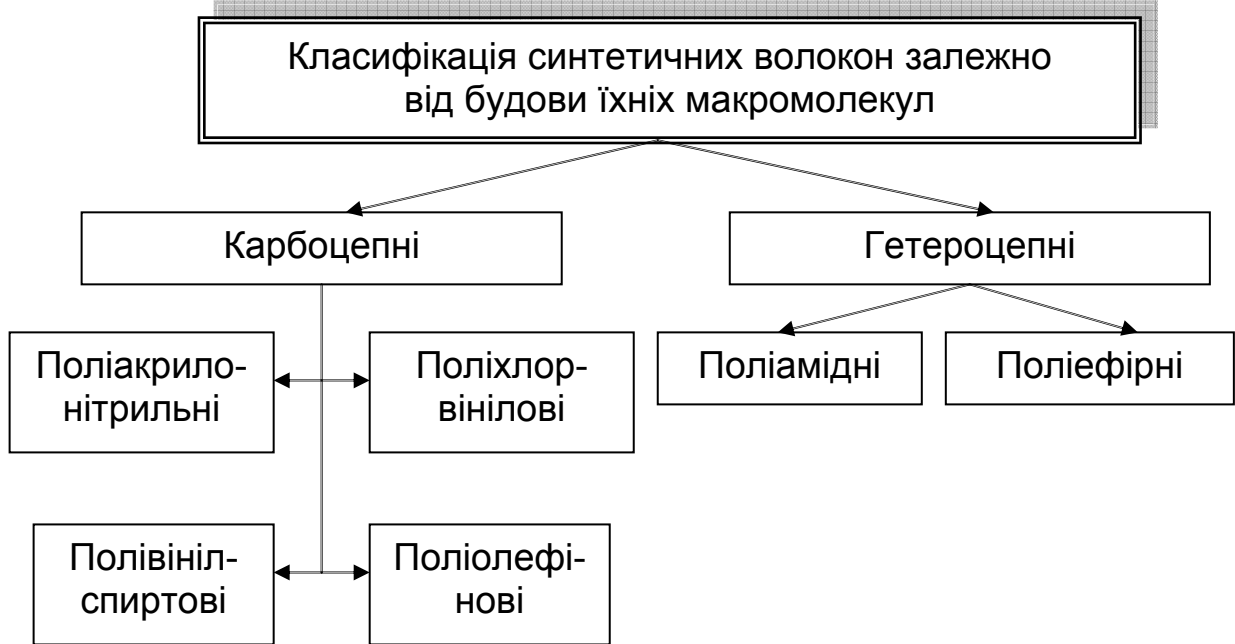 Класифікація синтетичних волокон залежно
від будови їхніх макромолекул
Карбоцепні
Гетероцепні
Поліакрило-
нітрильні
Поліхлор-
вінілові
Поліамідні
Поліефірні
Полівініл-
спиртові
Поліолефі-
нові